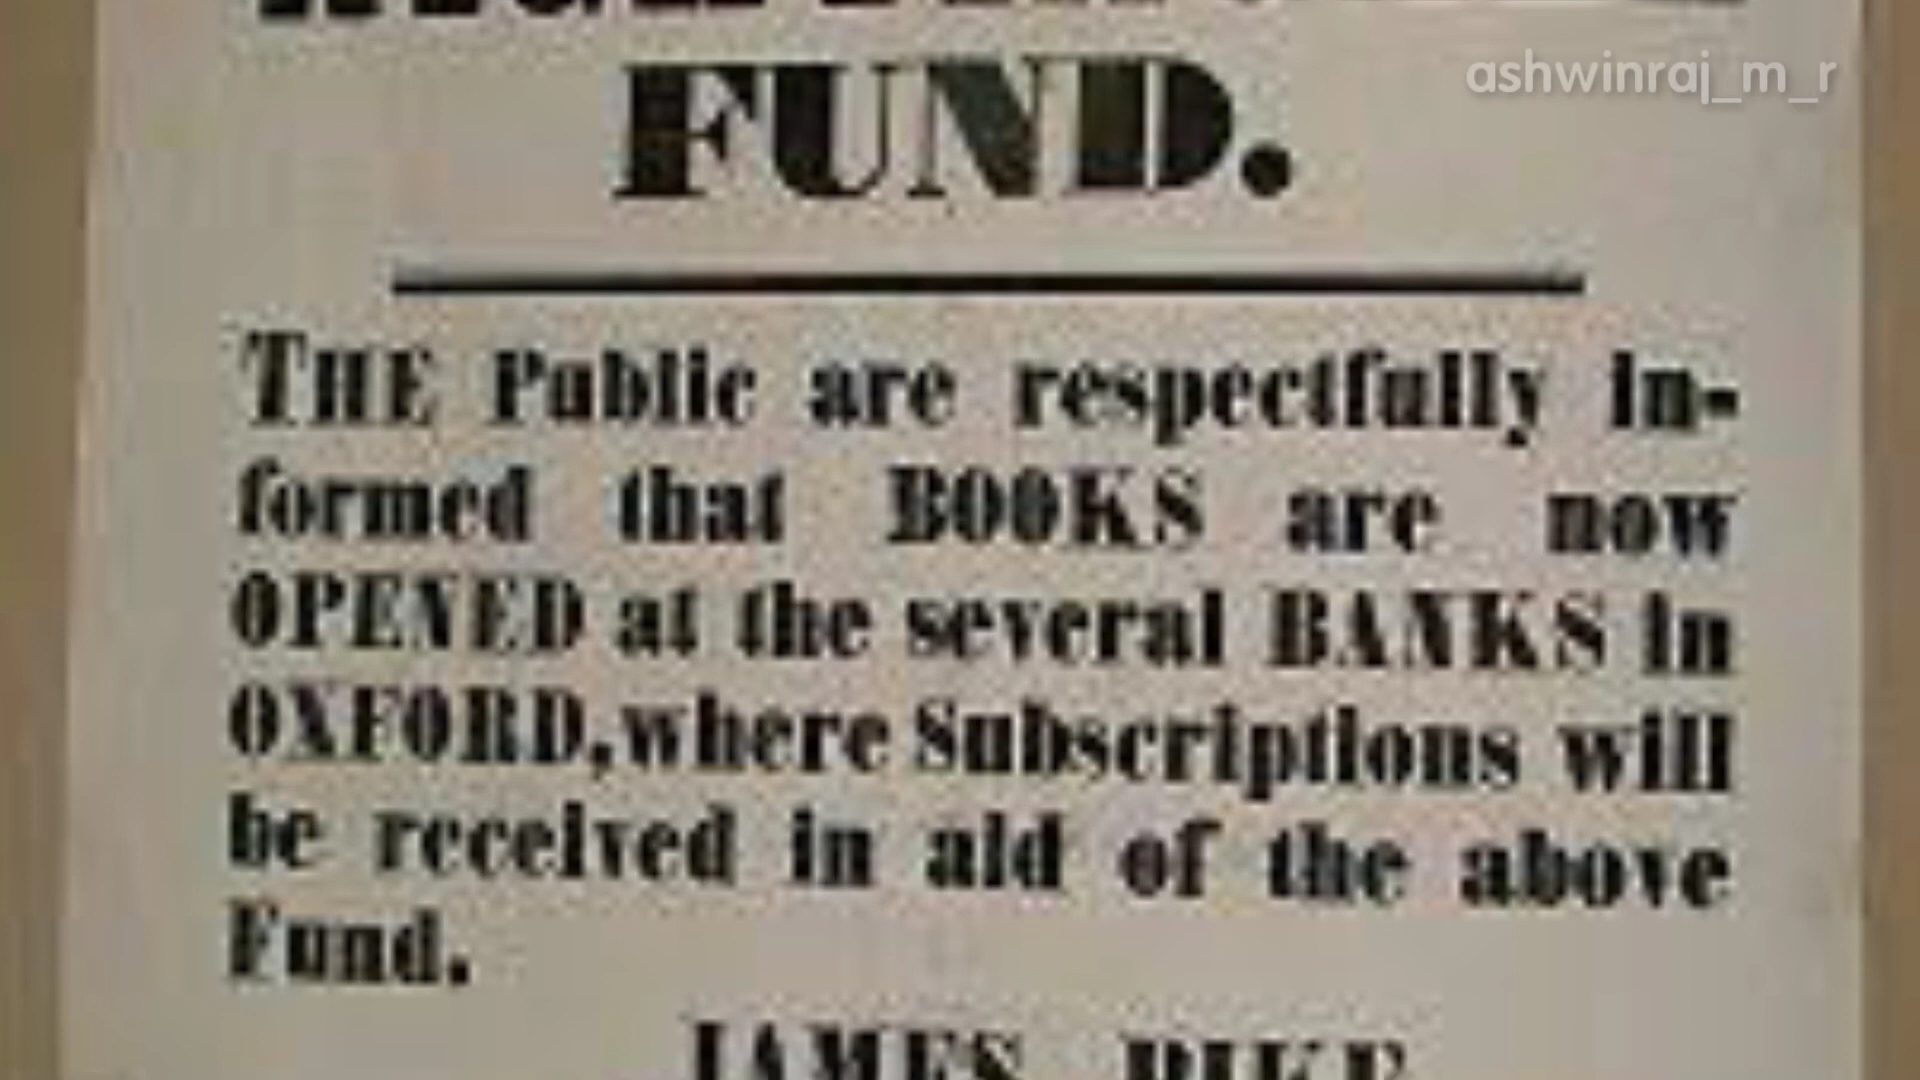 FUND.
ashwinraj_m_r
THE Public are respectfully in-
formed that BOOKS are now
OPENED at the several BANKS in
OXFORD, where Subscriptions will
be received in aid of the above
Fund.
JAMES PIKE